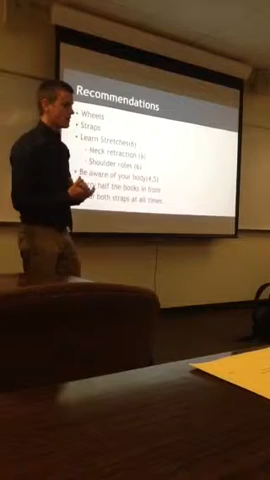 Recommendations
• Wheels
• Straps
• Learn Stretches(6)
- Neck retraction (6)
- Shoulder roles (6)
• Be aware of your body(4,5)
half the books in front
both straps at all times